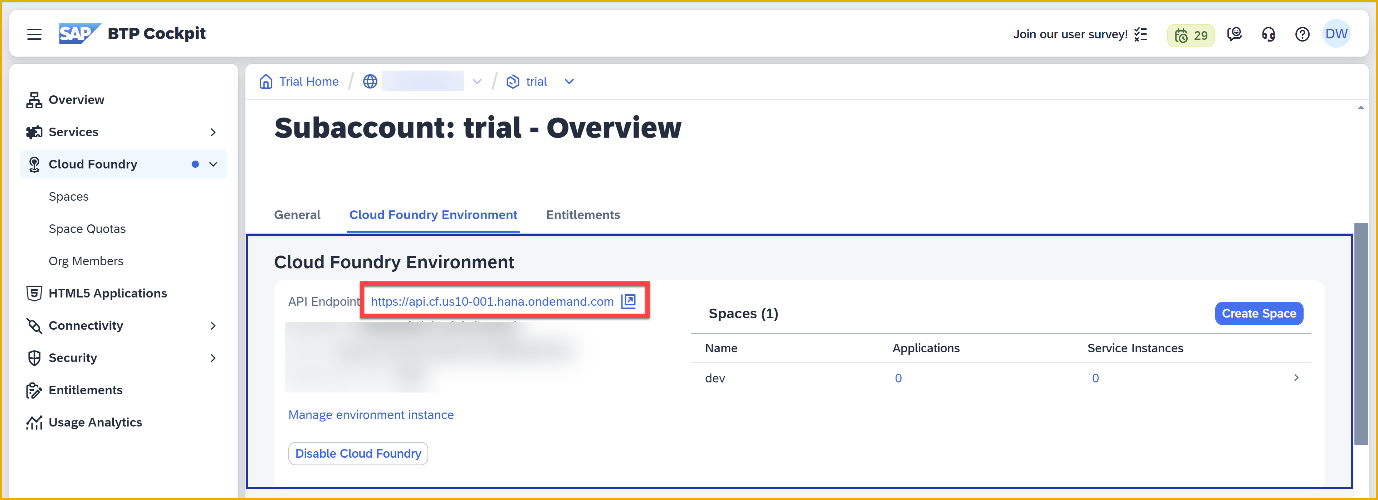 SAP BTP Cockpit
Join our user survey! 29 DW
Overview
Services
Cloud Foundry
Spaces
Space Quotas
Org Members
HTML5 Applications
Connectivity
Security
Entitlements
Usage Analytics
Trial Home / / trial
Subaccount: trial - Overview
General Cloud Foundry Environment Entitlements
Cloud Foundry Environment
API Endpoint https://api.cf.us10-001.hana.ondemand.com
Manage environment instance
Disable Cloud Foundry
Spaces (1) Create Space
Name Applications Service Instances
dev 0 0